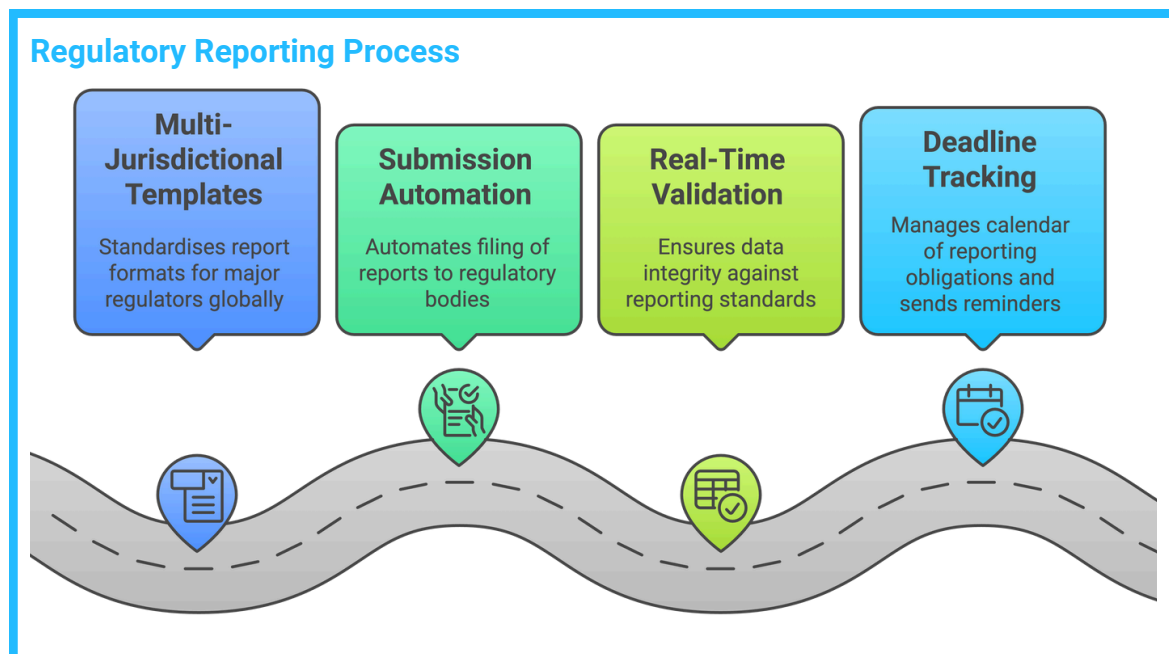 Regulatory Reporting Process
Multi-
Jurisdictional
Templates
Standardises report
formats for major
regulators globally
Submission
Automation
Automates filing of
reports to regulatory
bodies
Real-Time
Validation
Ensures data
integrity against
reporting standards
Deadline
Tracking
Manages calendar
of reporting
obligations and
sends reminders